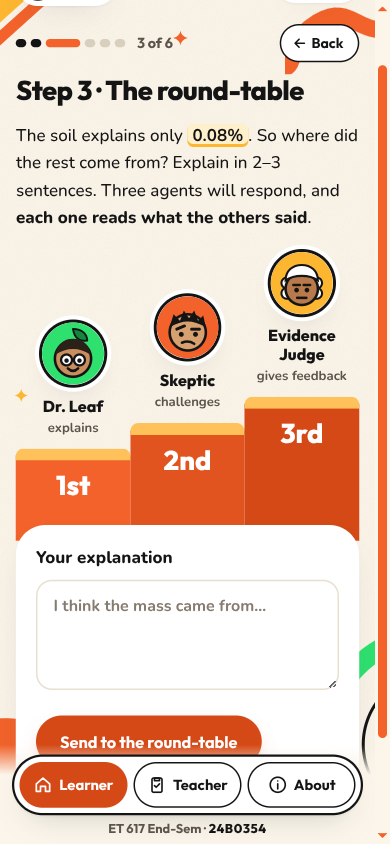 3 of 6
← Back
Step 3 · The round-table
The soil explains only 0.08%. So where did
the rest come from? Explain in 2–3
sentences. Three agents will respond, and
each one reads what the others said.
Evidence
Judge
gives feedback
Skeptic
challenges
Dr. Leaf
explains
3rd
2nd
1st
Your explanation
I think the mass came from...
Send to the round-table
Learner
Teacher
About
ET 617 End-Sem · 24B0354